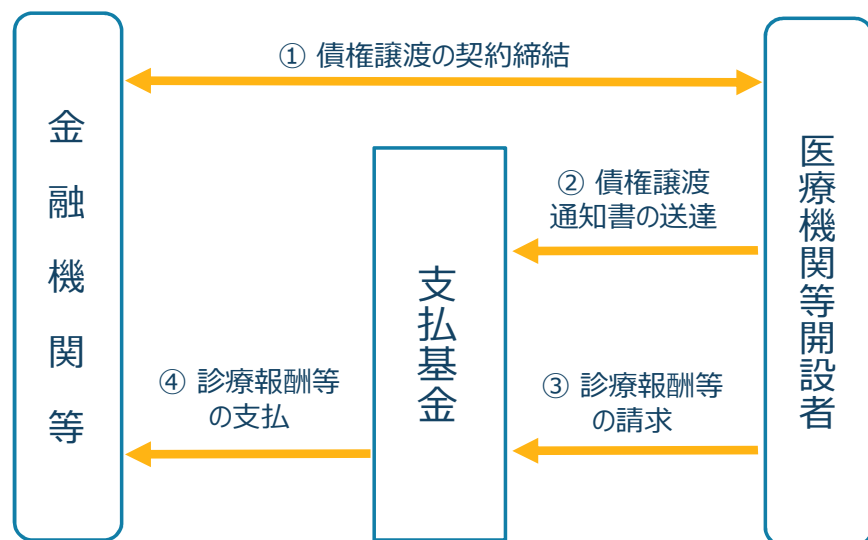 ① 債権譲渡の契約締結
金融機関等
医療機関等開設者
支払基金
② 債権譲渡
通知書の送達
④ 診療報酬等
の支払
③ 診療報酬等
の請求